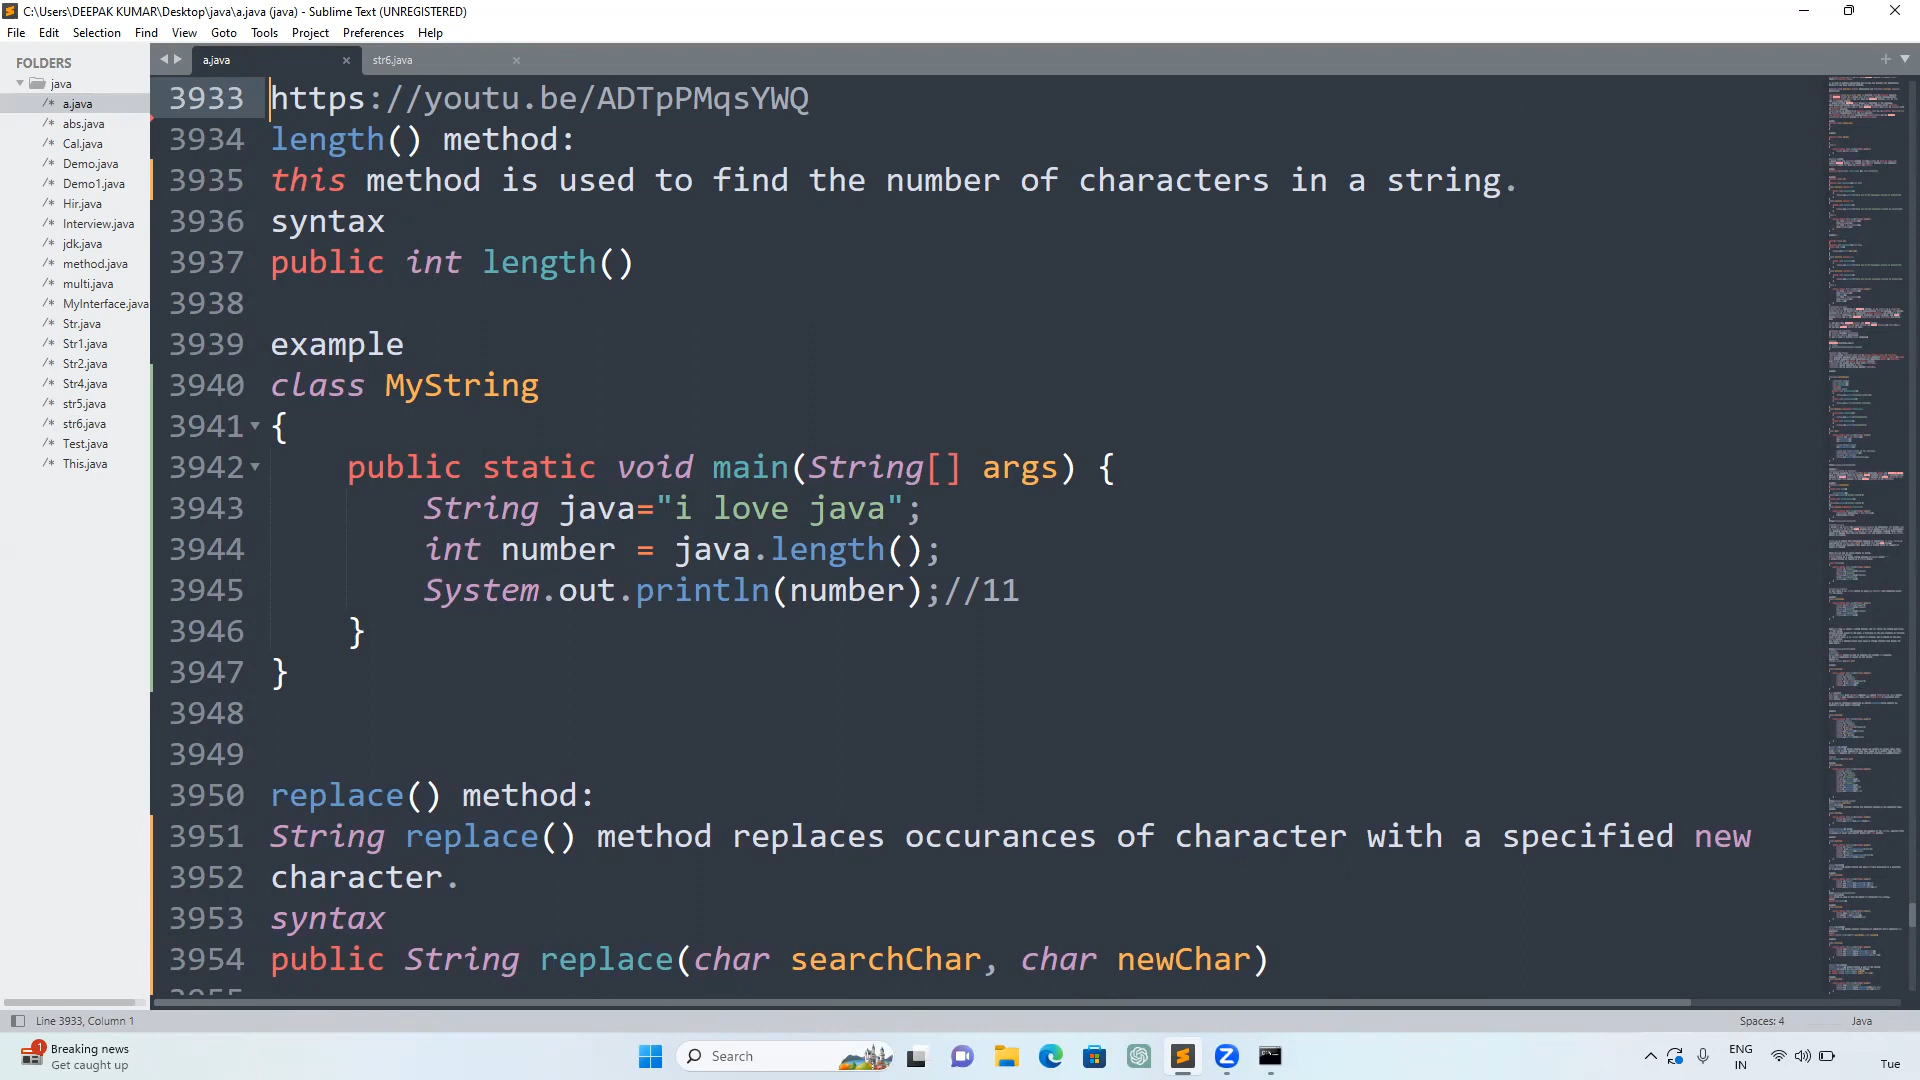 C:\Users\DEEPAK KUMAR\Desktop\java\a.java (java) - Sublime Text (UNREGISTERED)
File Edit Selection Find View Goto Tools Project Preferences Help
FOLDERS
java
/* a.java
/* abs.java
/* Cal.java
/* Demo.java
/* Demo1.java
/* Hir.java
/* Interview.java
/* jdk.java
/* method.java
/* multi.java
/* MyInterface.java
/* Str.java
/* Str1.java
/* Str2.java
/* Str4.java
/* str5.java
/* str6.java
/* Test.java
/* This.java
a.java str6.java
3933 https://youtu.be/ADTpPMqsYWQ
3934 length() method:
3935 this method is used to find the number of characters in a string.
3936 syntax
3937 public int length()
3938
3939 example
3940 class MyString
3941 {
3942 public static void main(String[] args) {
3943 String java="i love java";
3944 int number = java.length();
3945 System.out.println(number);//11
3946 }
3947 }
3948
3949
3950 replace() method:
3951 String replace() method replaces occurances of character with a specified new
3952 character.
3953 syntax
3954 public String replace(char searchChar, char newChar)
Line 3933, Column 1
Spaces: 4 Java
1
Breaking news
Get caught up
Search
ENG
IN
Tue